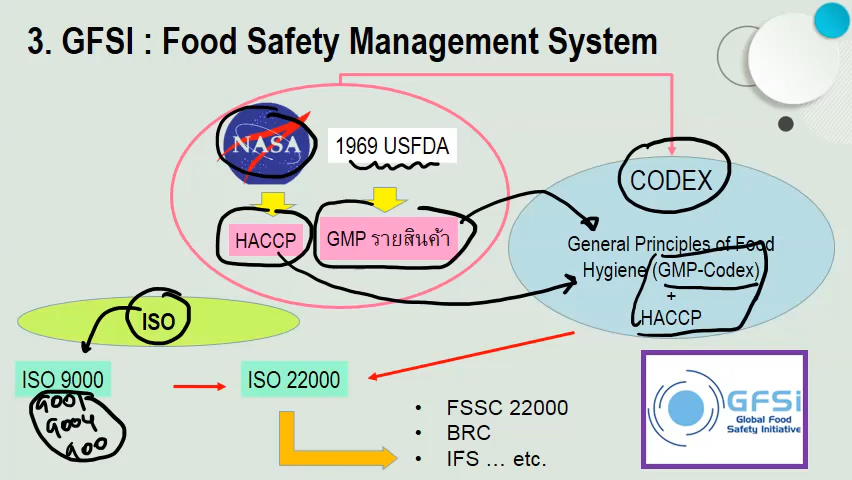 3. GFSI : Food Safety Management System
NASA
1969 USFDA
CODEX
HACCP
GMP รายสินค้า
General Principles of Food
Hygiene (GMP-Codex)
+
HACCP
ISO
ISO 9000
ISO 22000
9001
9004
900
• FSSC 22000
• BRC
• IFS ... etc.
GFSi
Global Food
Safety Initiative